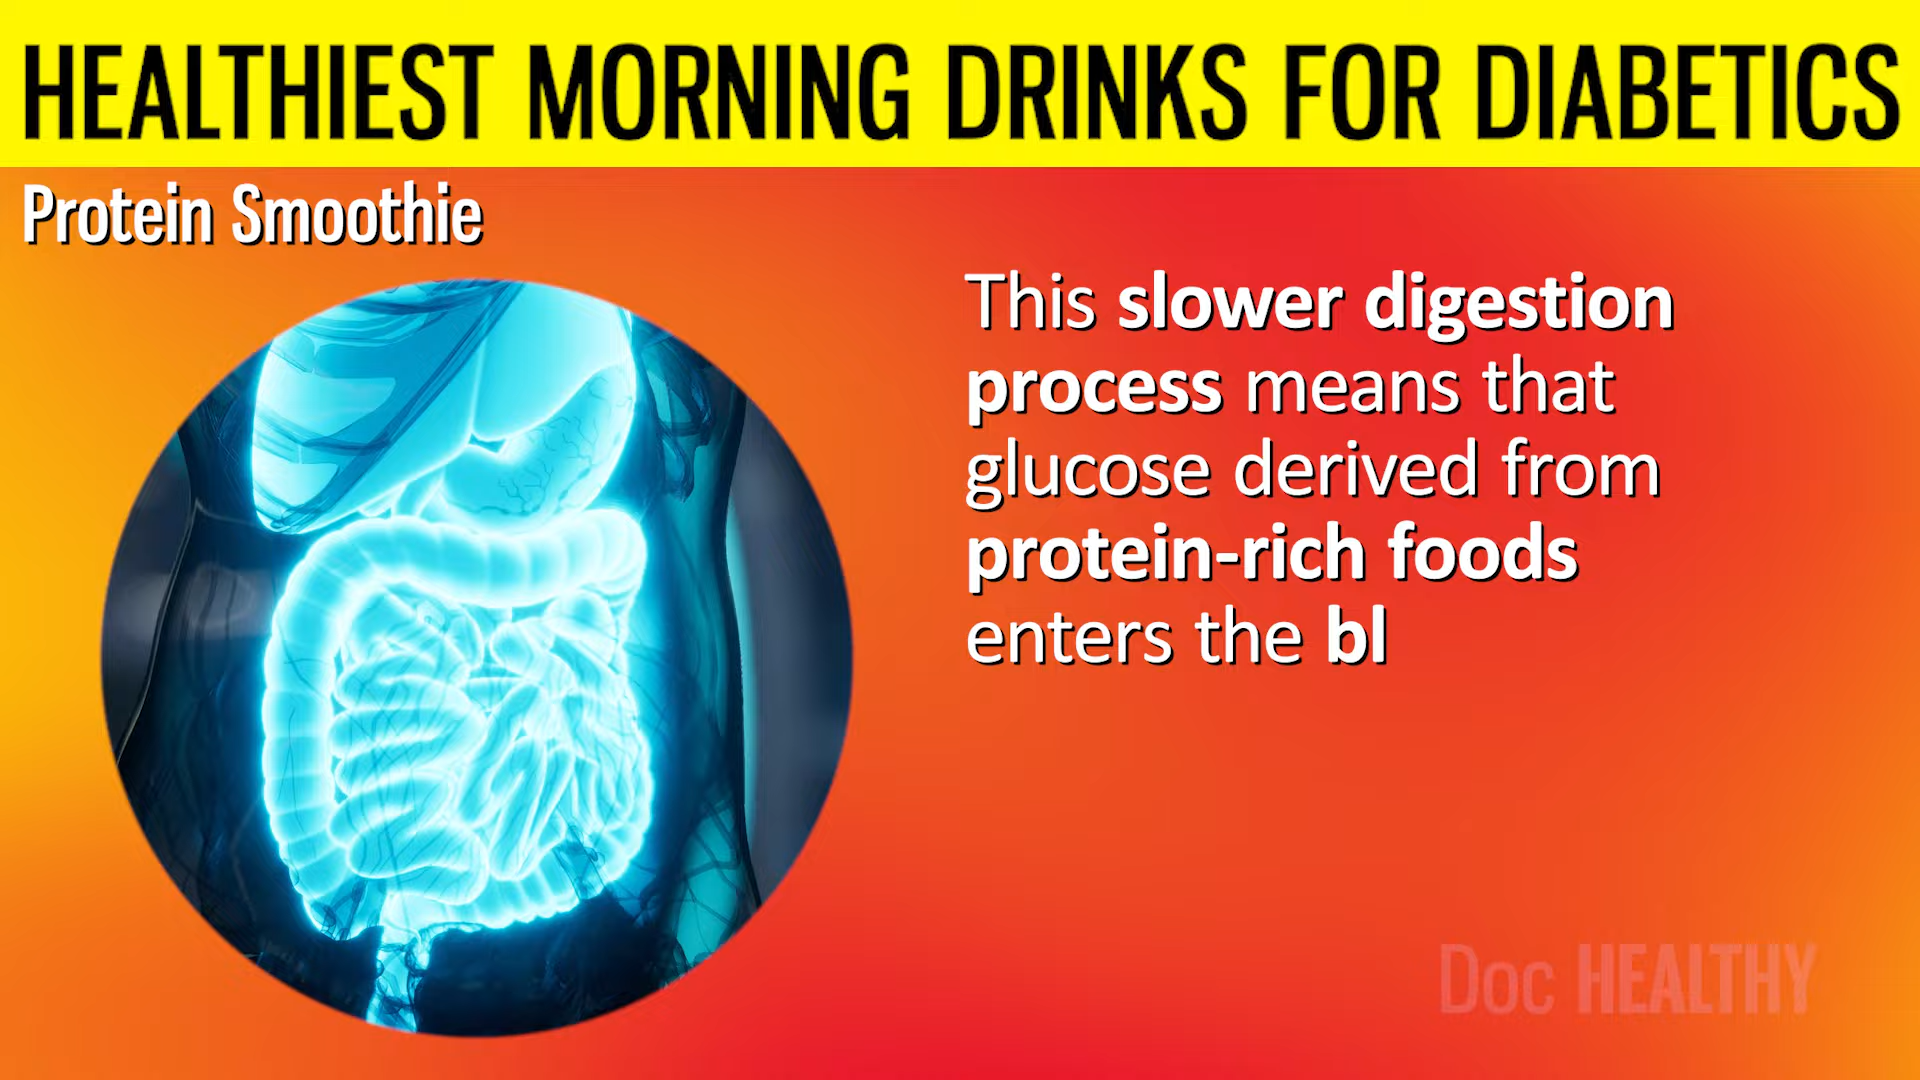 HEALTHIEST MORNING DRINKS FOR DIABETICS
Protein Smoothie
This slower digestion
process means that
glucose derived from
protein-rich foods
enters the bl
Doc HEALTHY